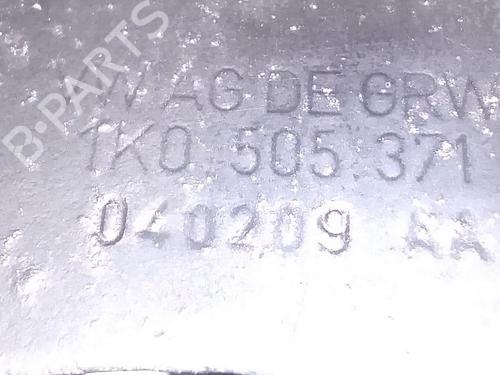 B-PARTS
VW AG DE GRW
1K0 505 371
040209 AA